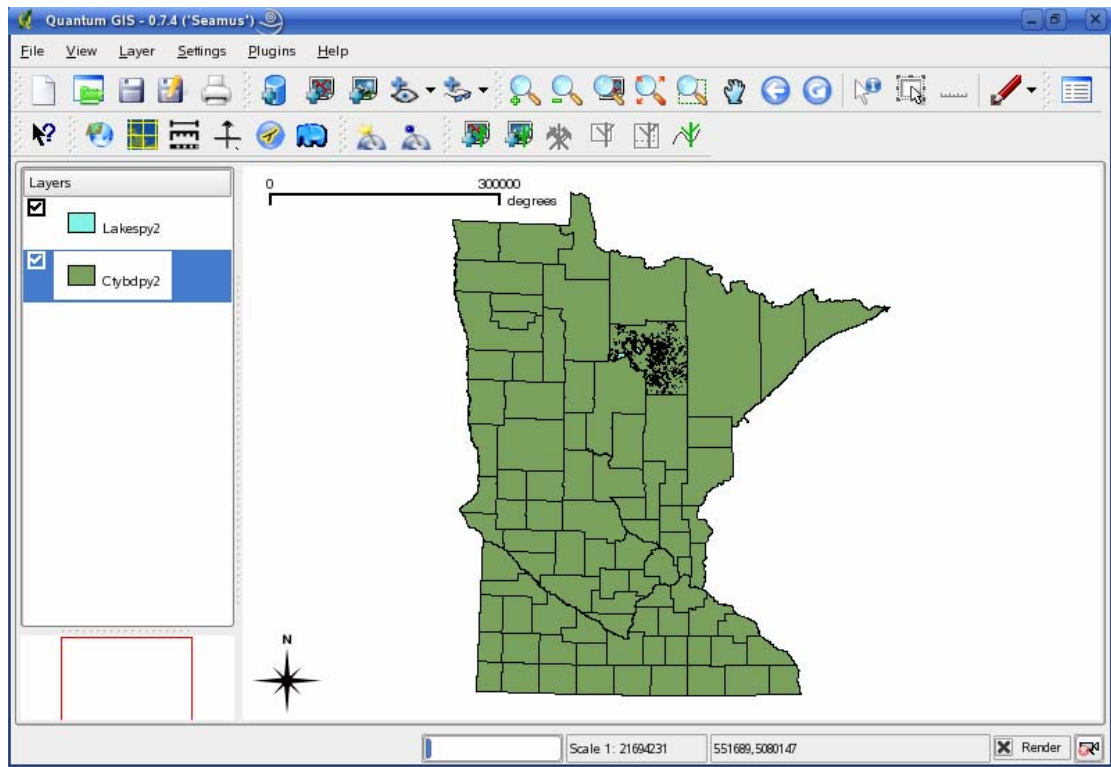 Quantum GIS - 0.7.4 ('Seamus')
File View Layer Settings Plugins Help
Layers
Lakespy2
Ctybdpy2
0 300000
degrees
N
Scale 1: 21694231
551689,5080147
Render